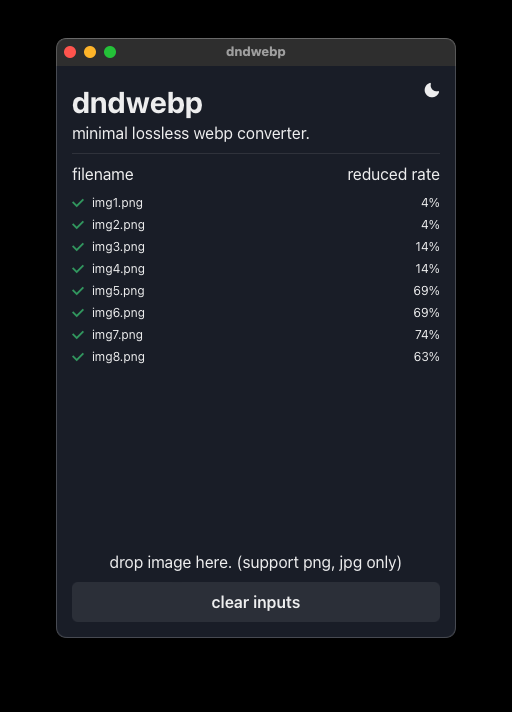 dndwebp
dndwebp
minimal lossless webp converter.
filename reduced rate
img1.png 4%
img2.png 4%
img3.png 14%
img4.png 14%
img5.png 69%
img6.png 69%
img7.png 74%
img8.png 63%
drop image here. (support png, jpg only)
clear inputs